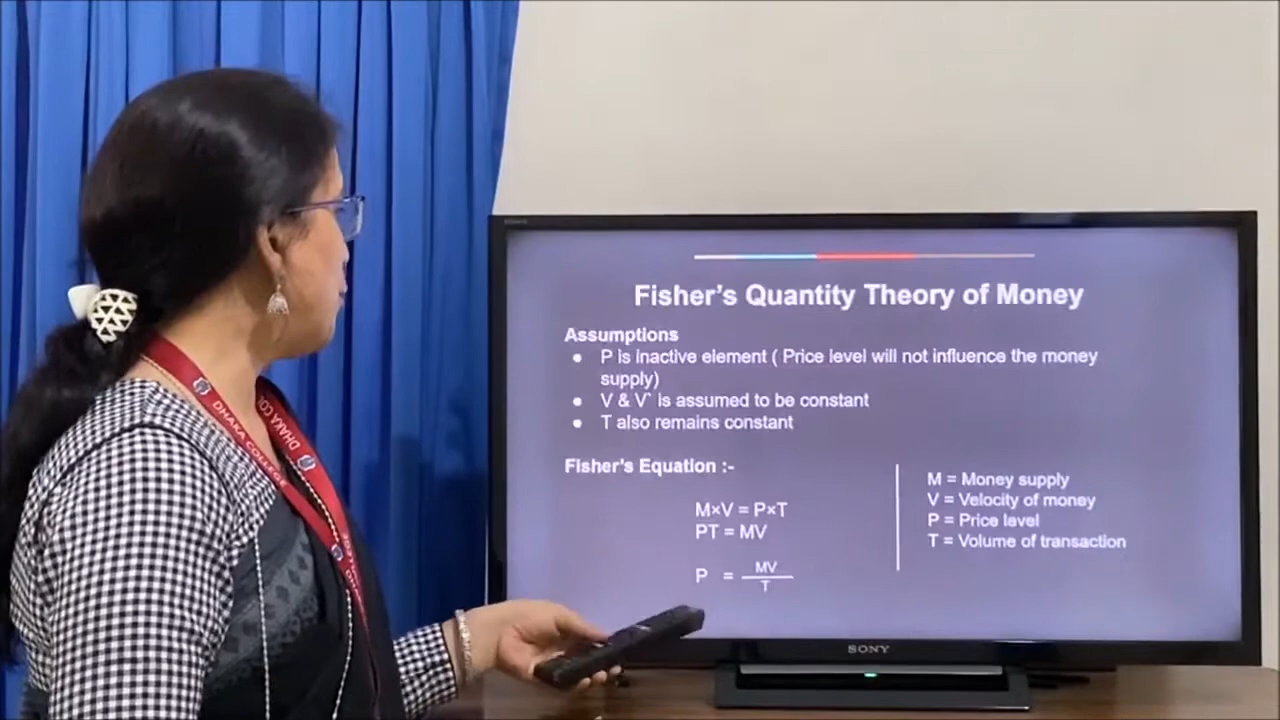 Fisher's Quantity Theory of Money
Assumptions
● P is inactive element ( Price level will not influence the money
supply)
● V & V` is assumed to be constant
● T also remains constant
Fisher's Equation :-
M×V = P×T
PT = MV
P = MV
T
M = Money supply
V = Velocity of money
P = Price level
T = Volume of transaction
SONY
DHAKA COLLEGE
DHAKA CO